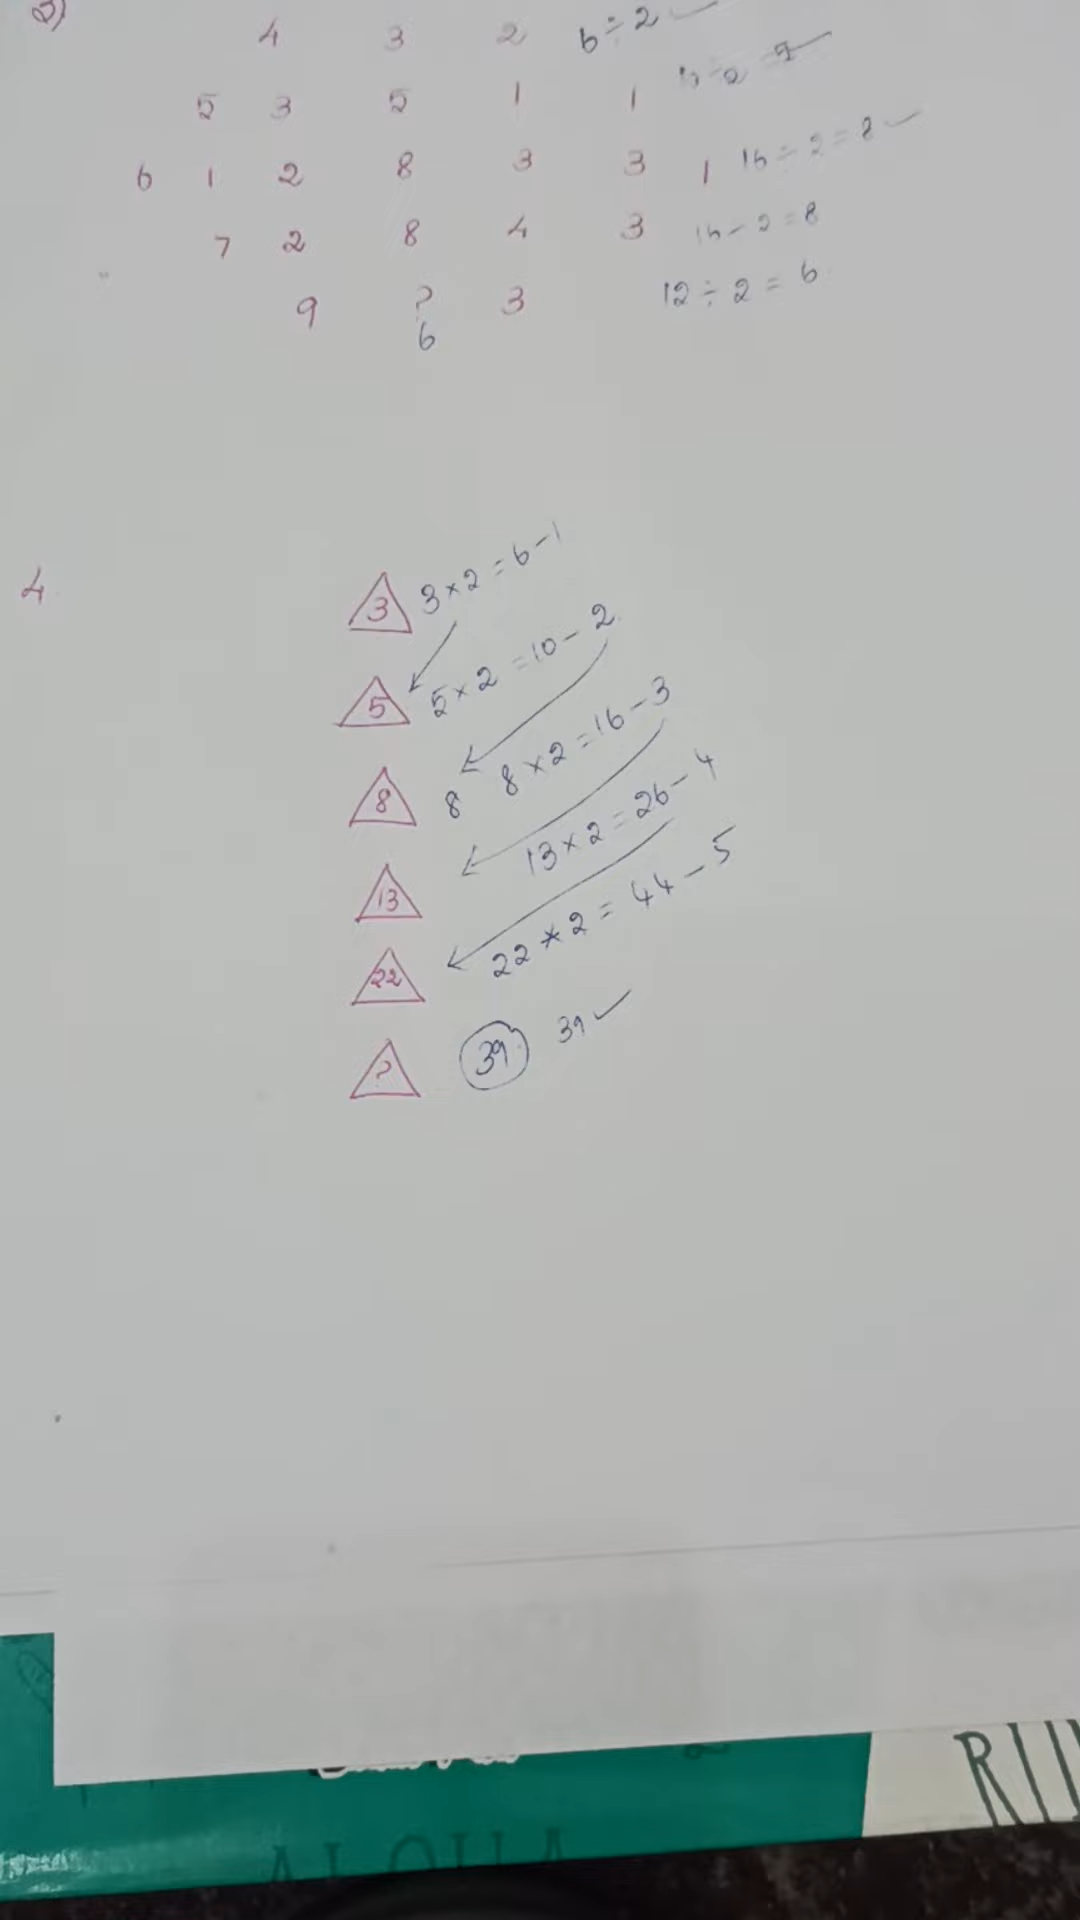 4 3 2 6÷2
5 3 5 1 1
6 1 2 8 3 3 1 16÷2=8
7 2 8 4 3 16-2=8
9 ? 3 12÷2=6
6
4.
3 3×2=6-1
5 5×2=10-2
8 8 8×2=16-3
13 13×2=26-4
22 22*2=44-5
? 39 39
RII
ALOHA